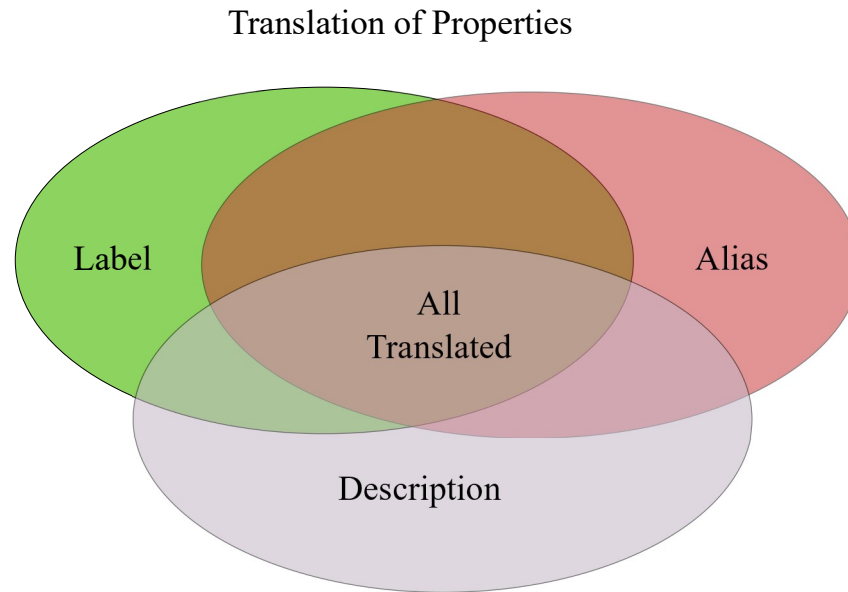 Translation of Properties
Label
Alias
All
Translated
Description